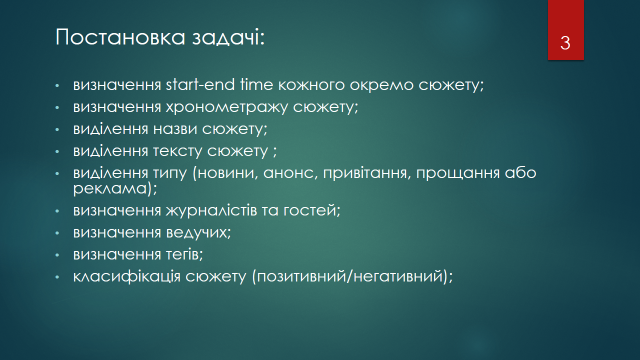 Постановка задачі:
3
• визначення start-end time кожного окремо сюжету;
• визначення хронометражу сюжету;
• виділення назви сюжету;
• виділення тексту сюжету ;
• виділення типу (новини, анонс, привітання, прощання або
реклама);
• визначення журналістів та гостей;
• визначення ведучих;
• визначення тегів;
• класифікація сюжету (позитивний/негативний);